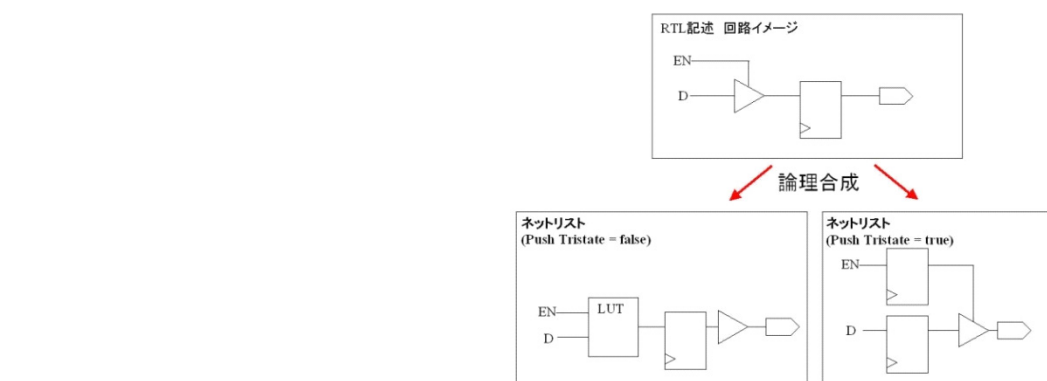 RTL記述 回路イメージ
EN
D
論理合成
ネットリスト
(Push Tristate = false)
EN
LUT
D
ネットリスト
(Push Tristate = true)
EN
D